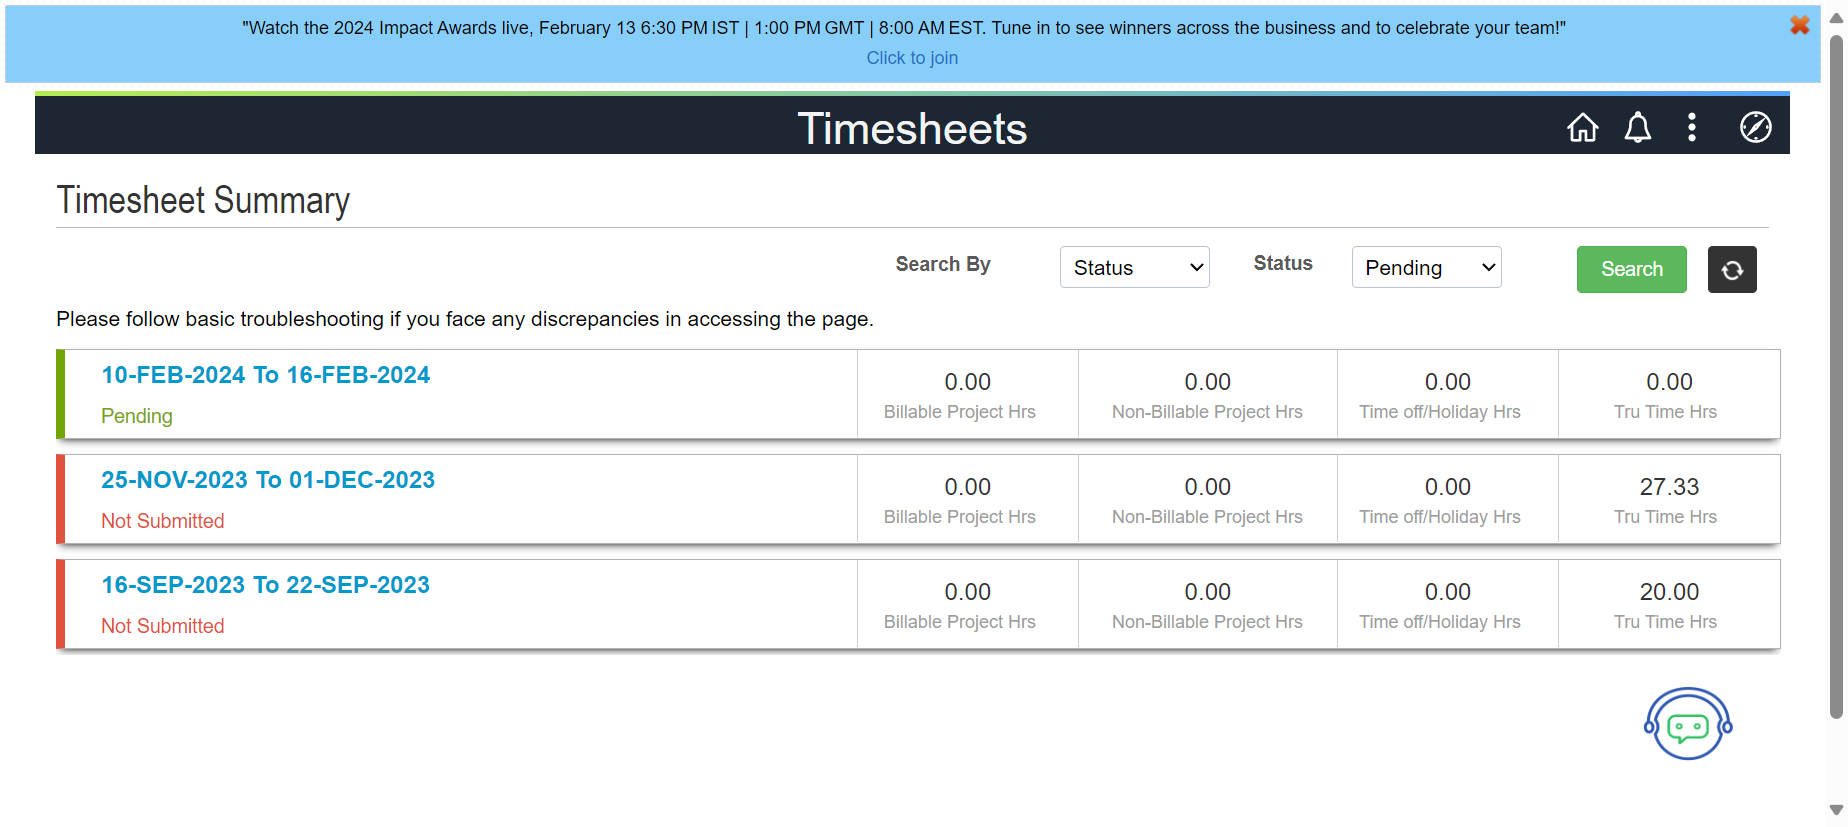 "Watch the 2024 Impact Awards live, February 13 6:30 PM IST | 1:00 PM GMT | 8:00 AM EST. Tune in to see winners across the business and to celebrate your team!"
Click to join
Timesheets
Timesheet Summary
Search By Status Status Pending Search
Please follow basic troubleshooting if you face any discrepancies in accessing the page.
10-FEB-2024 To 16-FEB-2024 0.00 0.00 0.00 0.00
Pending Billable Project Hrs Non-Billable Project Hrs Time off/Holiday Hrs Tru Time Hrs
25-NOV-2023 To 01-DEC-2023 0.00 0.00 0.00 27.33
Not Submitted Billable Project Hrs Non-Billable Project Hrs Time off/Holiday Hrs Tru Time Hrs
16-SEP-2023 To 22-SEP-2023 0.00 0.00 0.00 20.00
Not Submitted Billable Project Hrs Non-Billable Project Hrs Time off/Holiday Hrs Tru Time Hrs